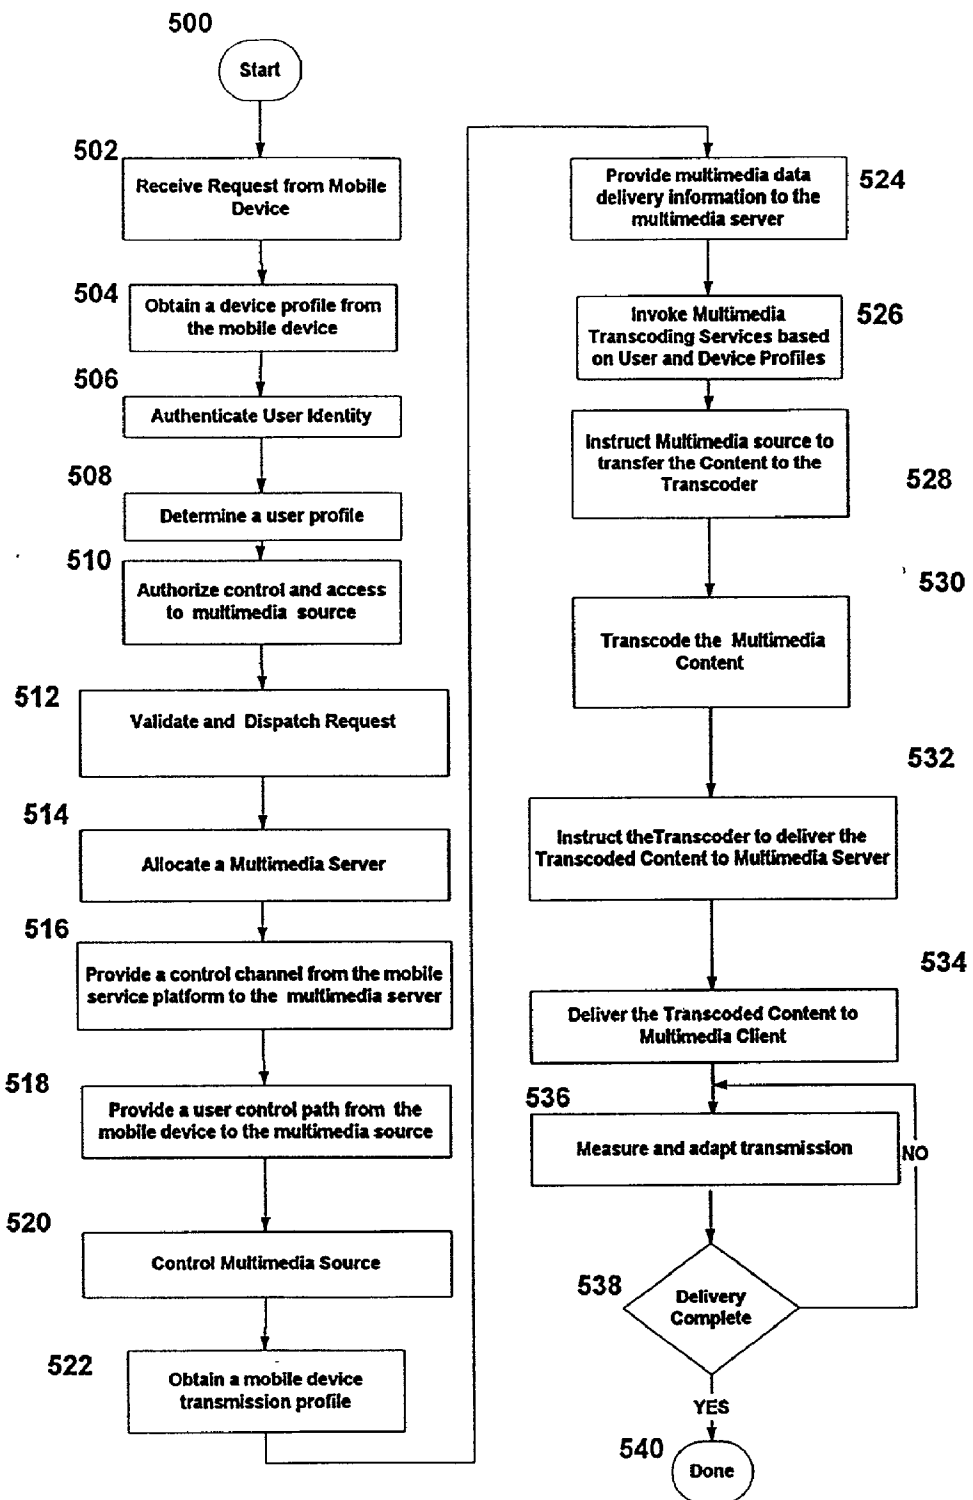 500
Start
502
Receive Request from Mobile
Device
504
Obtain a device profile from
the mobile device
506
Authenticate User Identity
508
Determine a user profile
510
Authorize control and access
to multimedia source
512
Validate and Dispatch Request
514
Allocate a Multimedia Server
516
Provide a control channel from the mobile
service platform to the multimedia server
518
Provide a user control path from the
mobile device to the multimedia source
520
Control Multimedia Source
522
Obtain a mobile device
transmission profile
524
Provide multimedia data
delivery information to the
multimedia server
526
Invoke Multimedia
Transcoding Services based
on User and Device Profiles
528
Instruct Multimedia source to
transfer the Content to the
Transcoder
530
Transcode the Multimedia
Content
532
Instruct theTranscoder to deliver the
Transcoded Content to Multimedia Server
534
Deliver the Transcoded Content to
Multimedia Client
536
Measure and adapt transmission
NO
538
Delivery
Complete
YES
540
Done